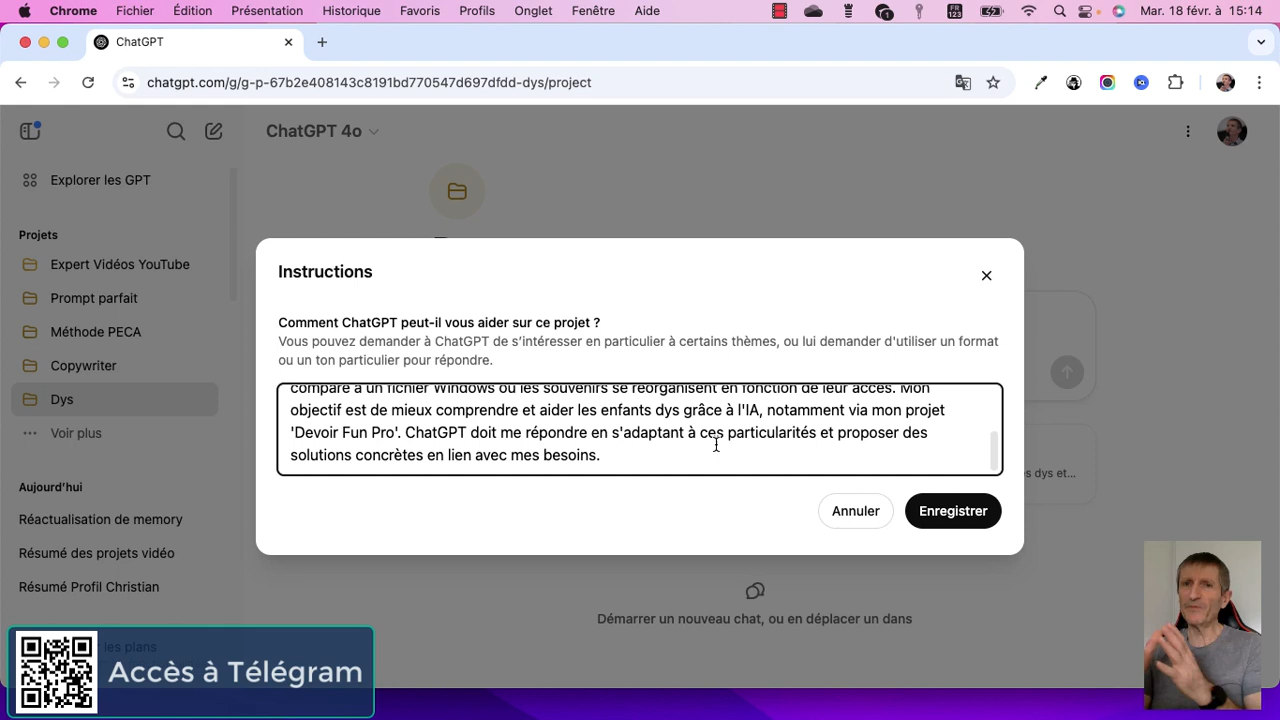 Chrome Fichier Édition Présentation Historique Favoris Profils Onglet Fenêtre Aide FR 123 Mar. 18 févr. à 15:14
ChatGPT
chatgpt.com/g/g-p-67b2e408143c8191bd770547d697dfdd-dys/project
ChatGPT 4o
Explorer les GPT
Projets
Expert Vidéos YouTube
Prompt parfait
Méthode PECA
Copywriter
Dys
Voir plus
Aujourd'hui
Réactualisation de memory
Résumé des projets vidéo
Résumé Profil Christian
les plans
Instructions
Comment ChatGPT peut-il vous aider sur ce projet ?
Vous pouvez demander à ChatGPT de s'intéresser en particulier à certains thèmes, ou lui demander d'utiliser un format
ou un ton particulier pour répondre.
comparé à un fichier Windows où les souvenirs se réorganisent en fonction de leur accès. Mon
objectif est de mieux comprendre et aider les enfants dys grâce à l'IA, notamment via mon projet
'Devoir Fun Pro'. ChatGPT doit me répondre en s'adaptant à ces particularités et proposer des
solutions concrètes en lien avec mes besoins.
s dys et...
Annuler Enregistrer
Démarrer un nouveau chat, ou en déplacer un dans
Accès à Télégram